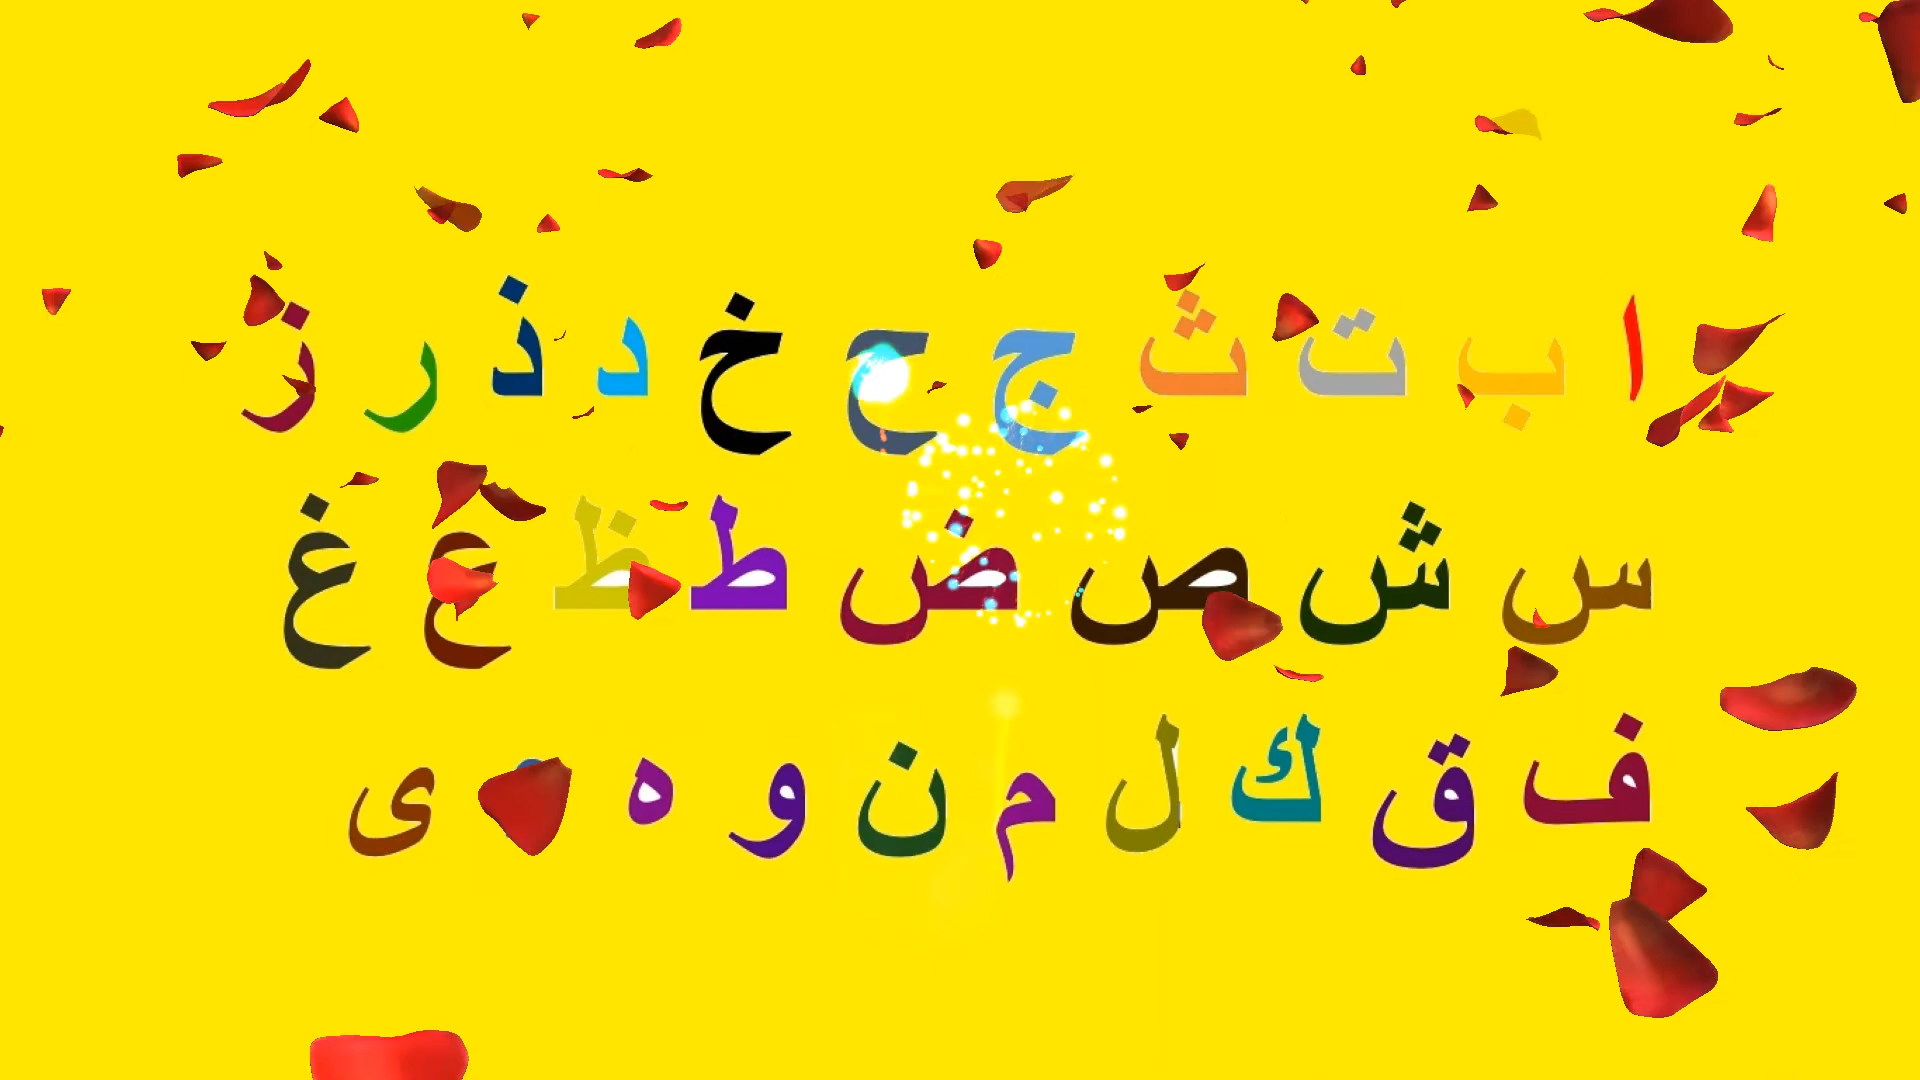 ا ب ت ث ج ح خ د ذ ر ز
س ش ص ض ط ظ ع غ
ف ق ك ل م ن و ه ى